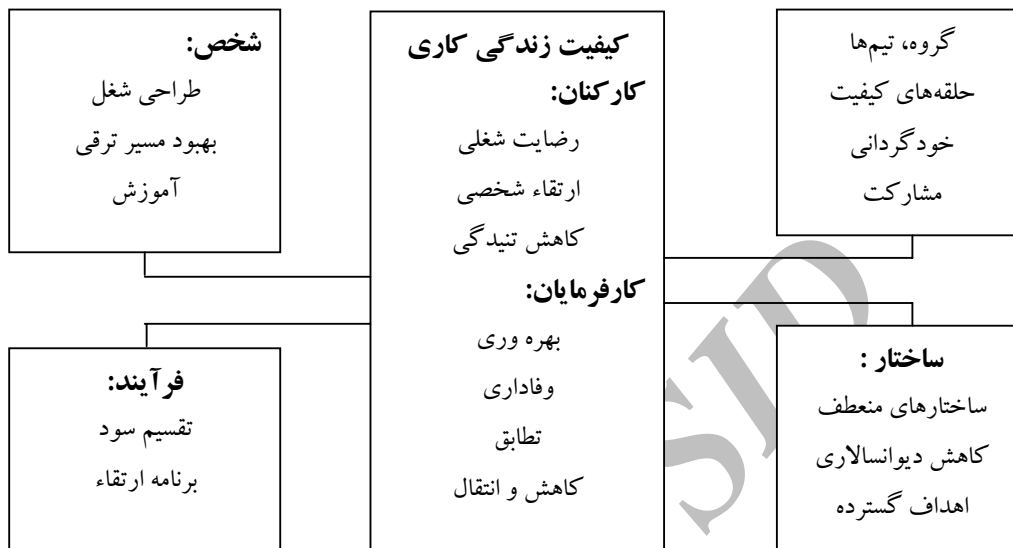 گروه، تیم‌ها
حلقه‌های کیفیت
خودگردانی
مشارکت
کیفیت زندگی کاری
کارکنان:
رضایت شغلی
ارتقاء شخصی
کاهش تنیدگی
کارفرمایان:
بهره وری
وفاداری
تطابق
کاهش و انتقال
شخص:
طراحی شغل
بهبود مسیر ترقی
آموزش
ساختار :
ساختارهای منعطف
کاهش دیوانسالاری
اهداف گسترده
فرآیند:
تقسیم سود
برنامه ارتقاء
SID